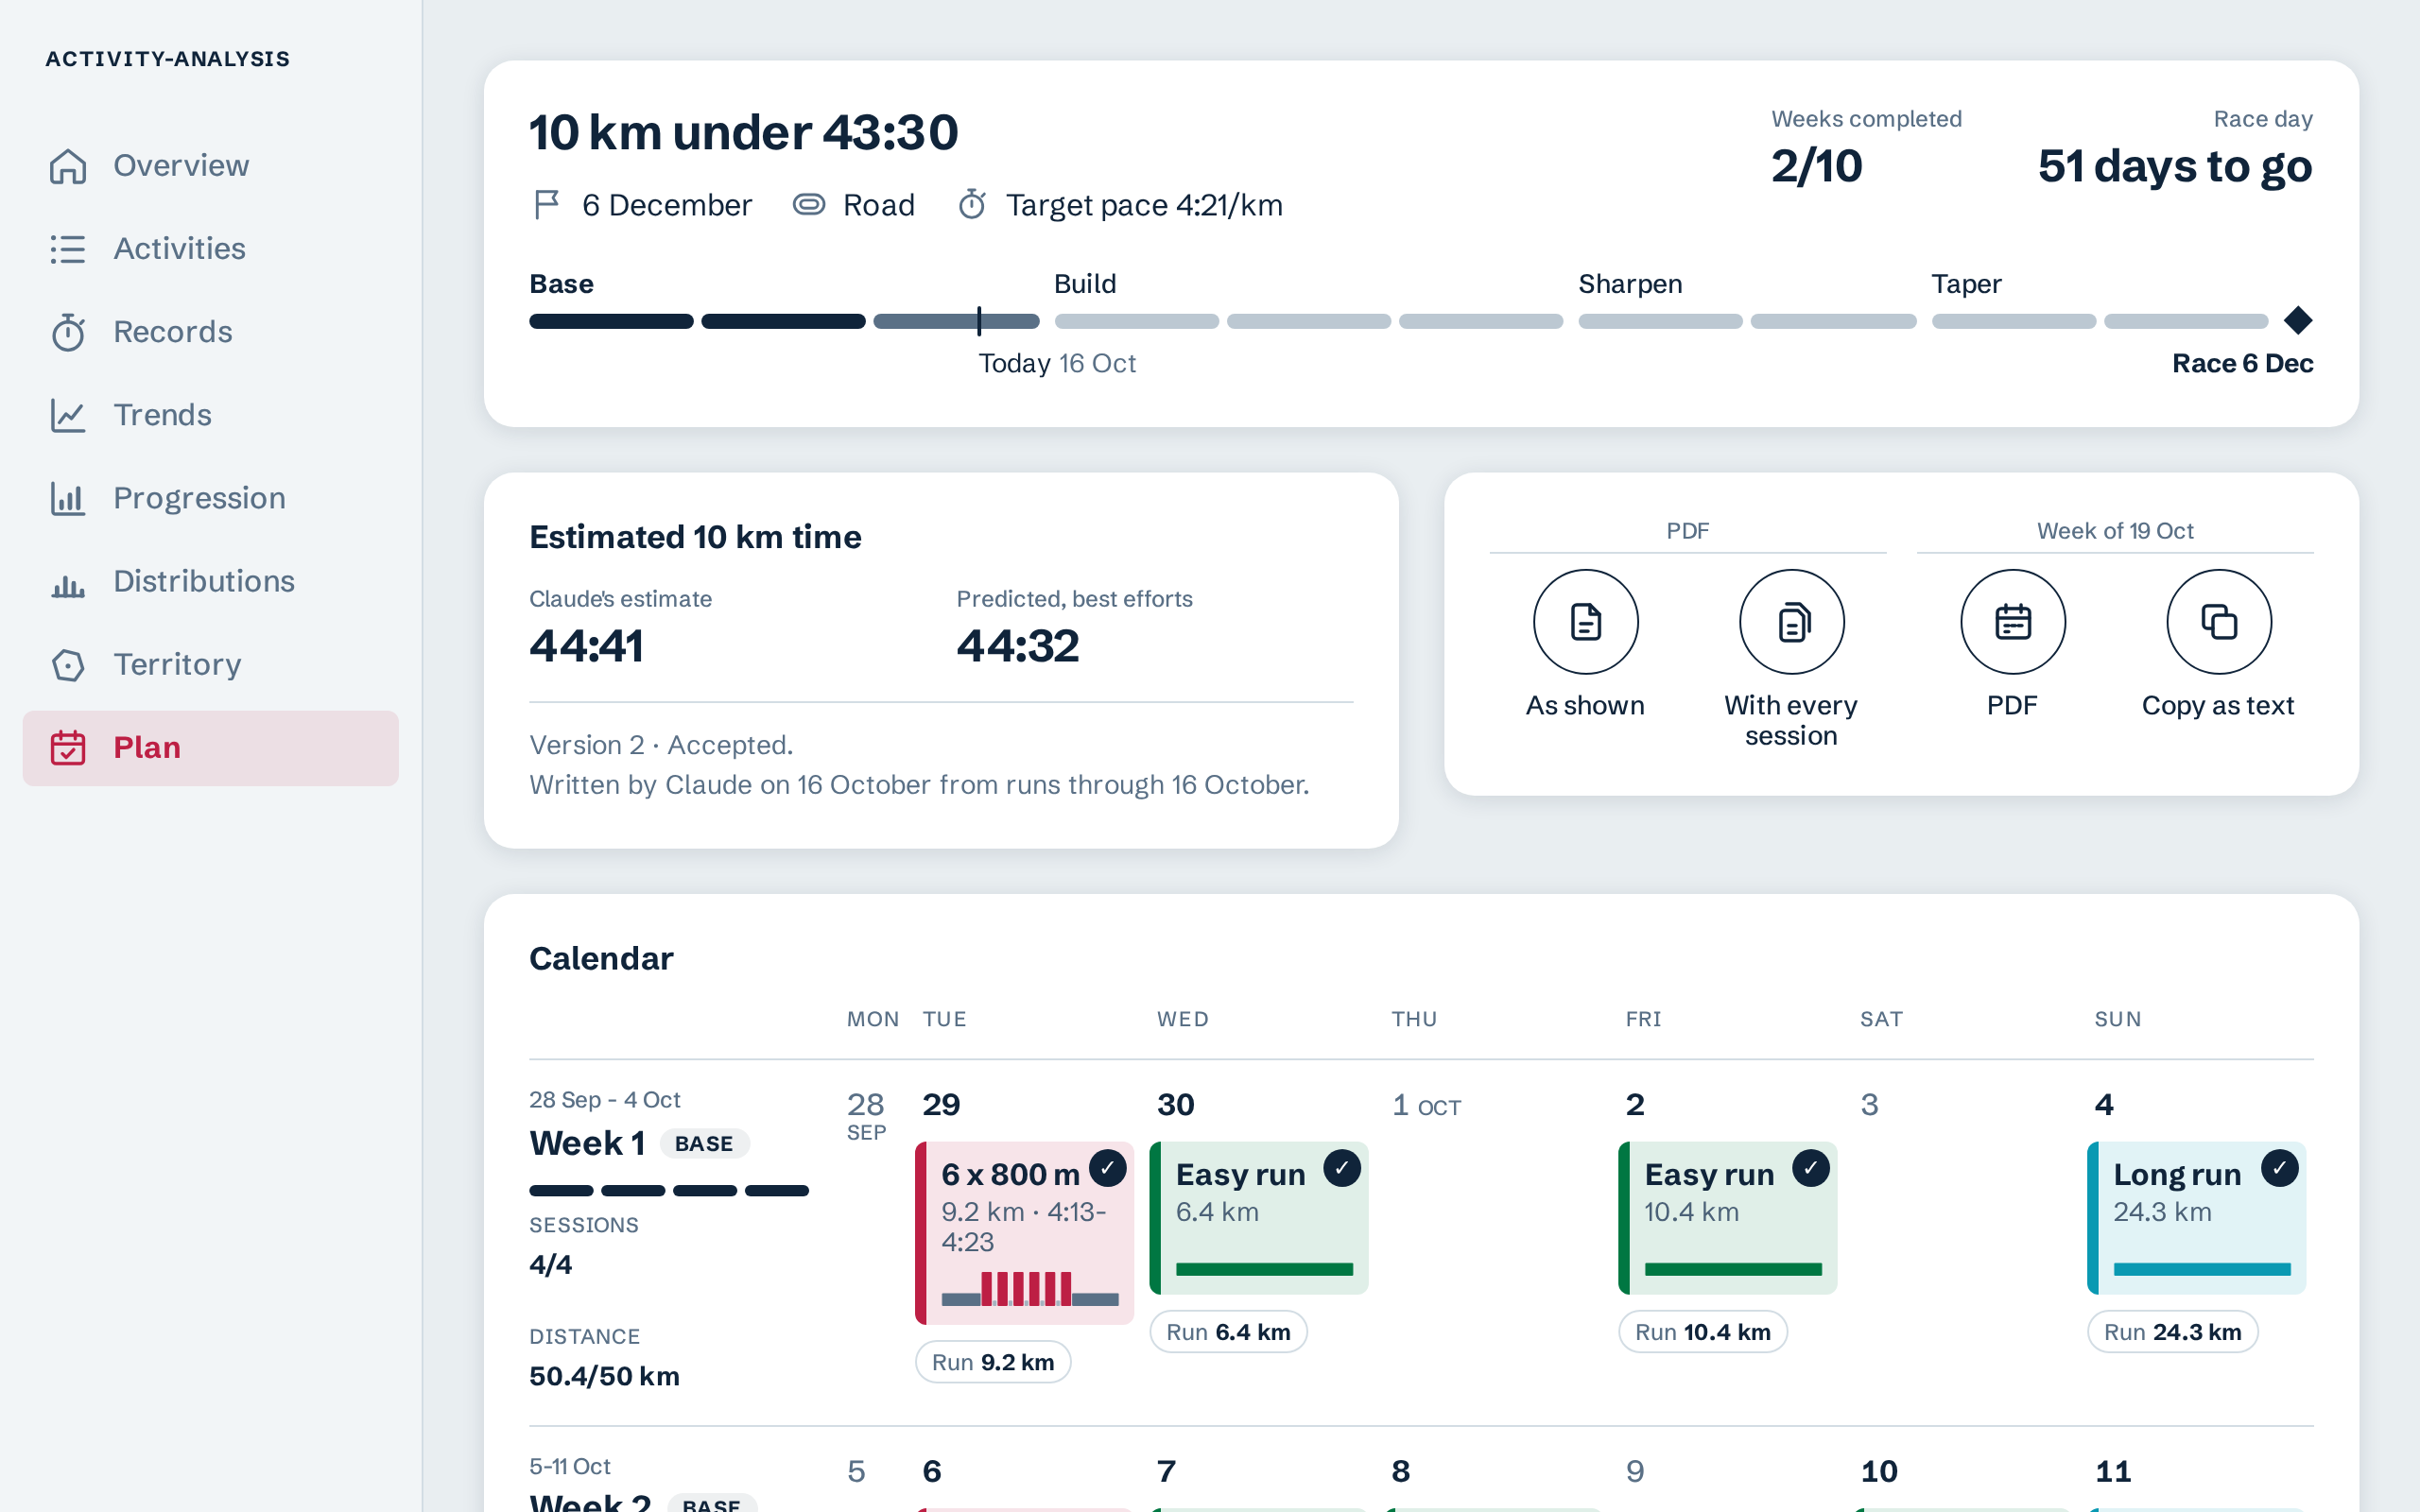 ACTIVITY-ANALYSIS
Overview
Activities
Records
Trends
Progression
Distributions
Territory
Plan
10 km under 43:30
6 December
Road
Target pace 4:21/km
Weeks completed
2/10
Race day
51 days to go
Base
Build
Sharpen
Taper
Today 16 Oct
Race 6 Dec
Estimated 10 km time
Claude's estimate
44:41
Predicted, best efforts
44:32
Version 2 · Accepted.
Written by Claude on 16 October from runs through 16 October.
PDF
As shown
With every
session
Week of 19 Oct
PDF
Copy as text
Calendar
MON TUE WED THU FRI SAT SUN
28 Sep – 4 Oct
Week 1 BASE
SESSIONS
4/4
DISTANCE
50.4/50 km
28
SEP
29
6 x 800 m
9.2 km · 4:13–
4:23
Run 9.2 km
30
Easy run
6.4 km
Run 6.4 km
1 OCT
2
Easy run
10.4 km
Run 10.4 km
3
4
Long run
24.3 km
Run 24.3 km
5–11 Oct
Week 2 BASE
5
6
7
8
9
10
11